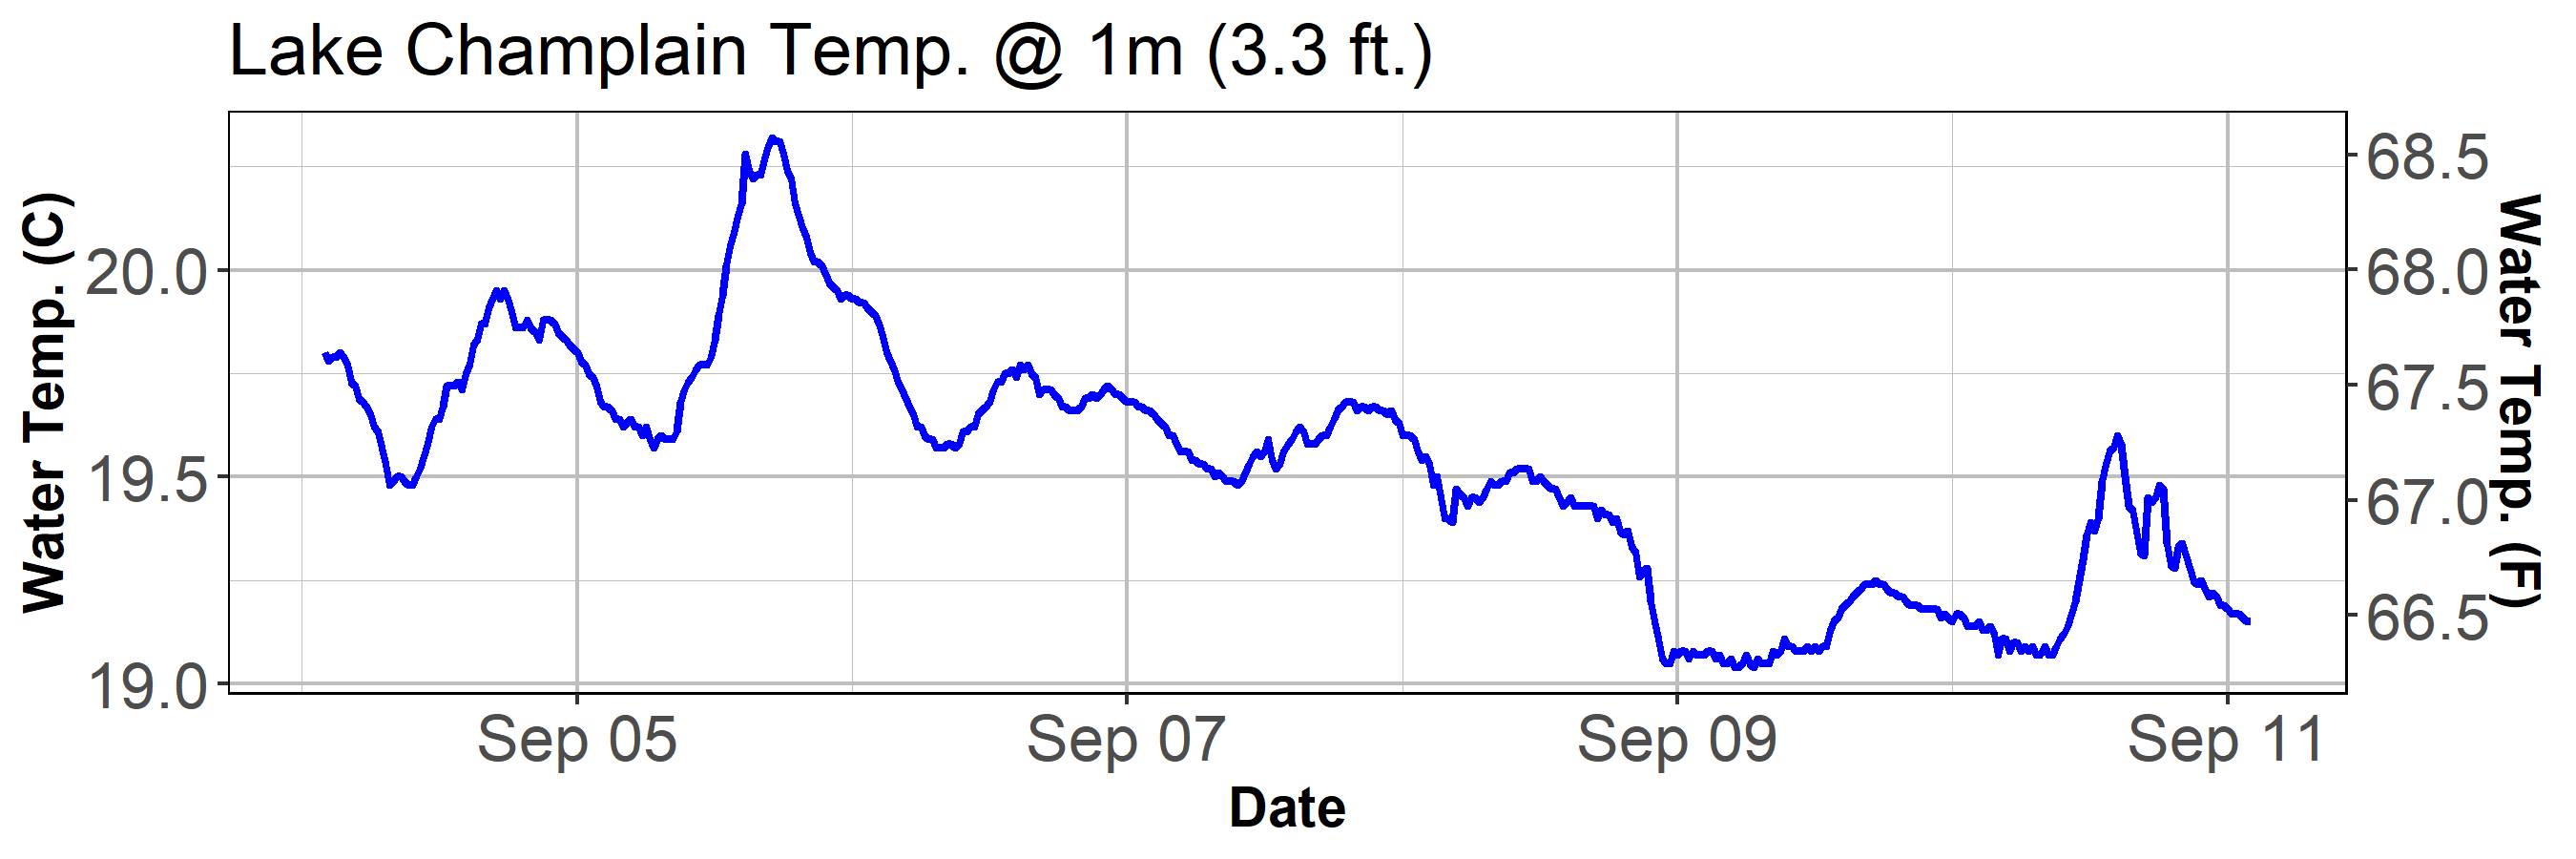 Lake Champlain Temp. @ 1m (3.3 ft.)
Water Temp. (C)
20.0
19.5
19.0
68.5
68.0
67.5
67.0
66.5
Water Temp. (F)
Sep 05 Sep 07 Sep 09 Sep 11
Date